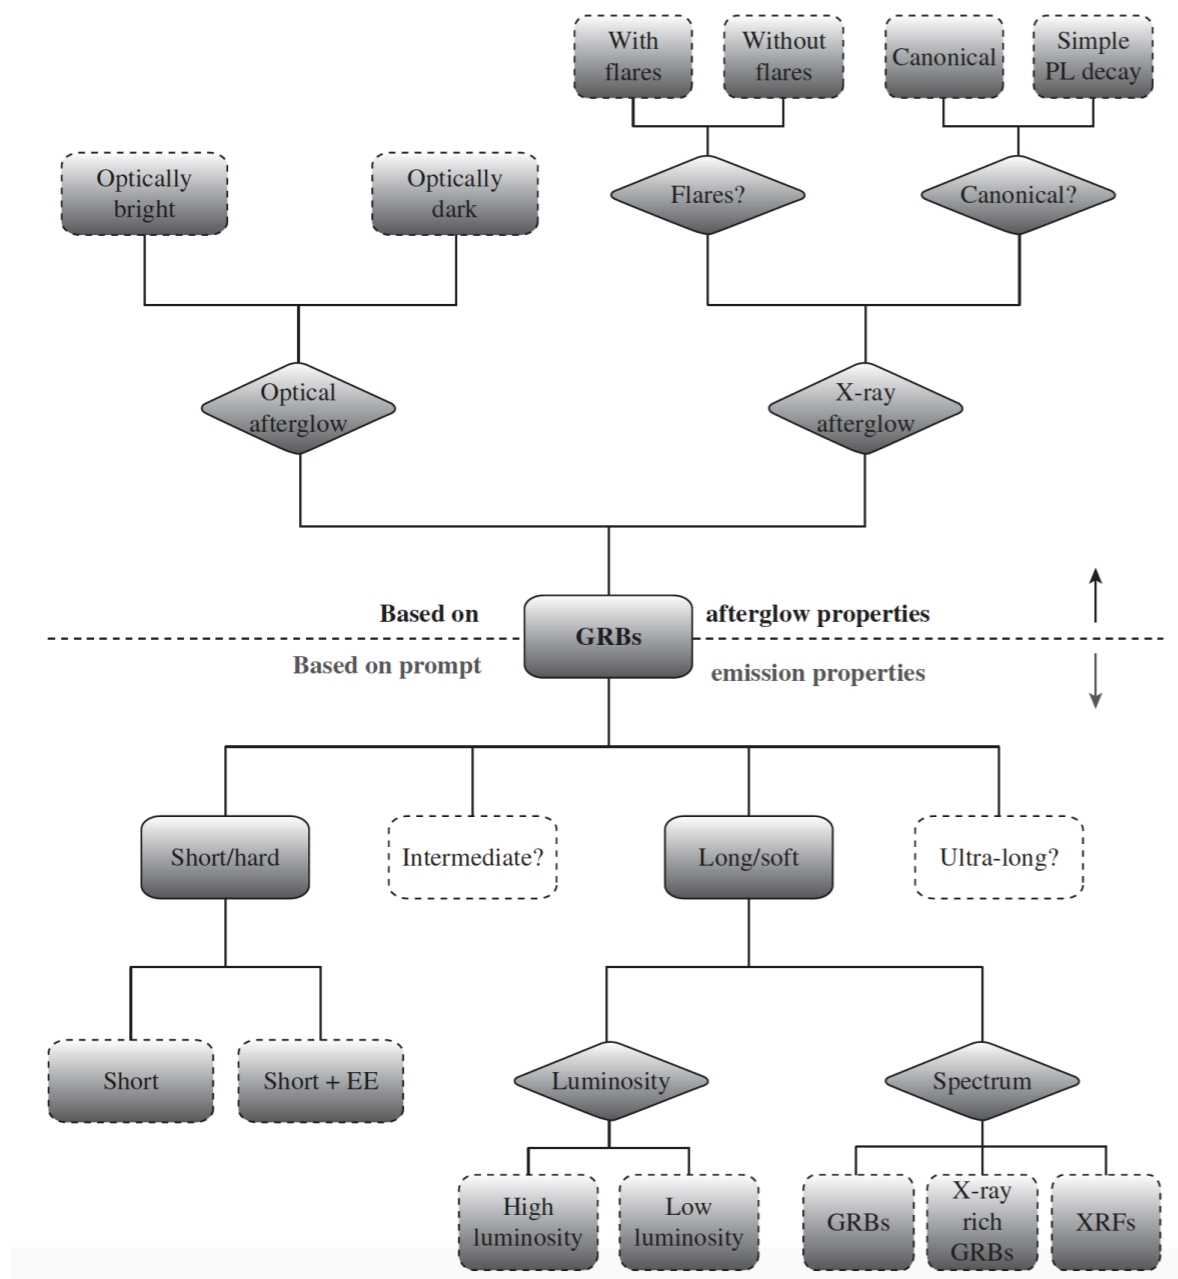 With
flares
Without
flares
Canonical
Simple
PL decay
Flares?
Canonical?
Optically
bright
Optically
dark
Optical
afterglow
X-ray
afterglow
Based on
GRBs
afterglow properties
Based on prompt
emission properties
Short/hard
Intermediate?
Long/soft
Ultra-long?
Short
Short + EE
Luminosity
Spectrum
High
luminosity
Low
luminosity
GRBs
X-ray
rich
GRBs
XRFs